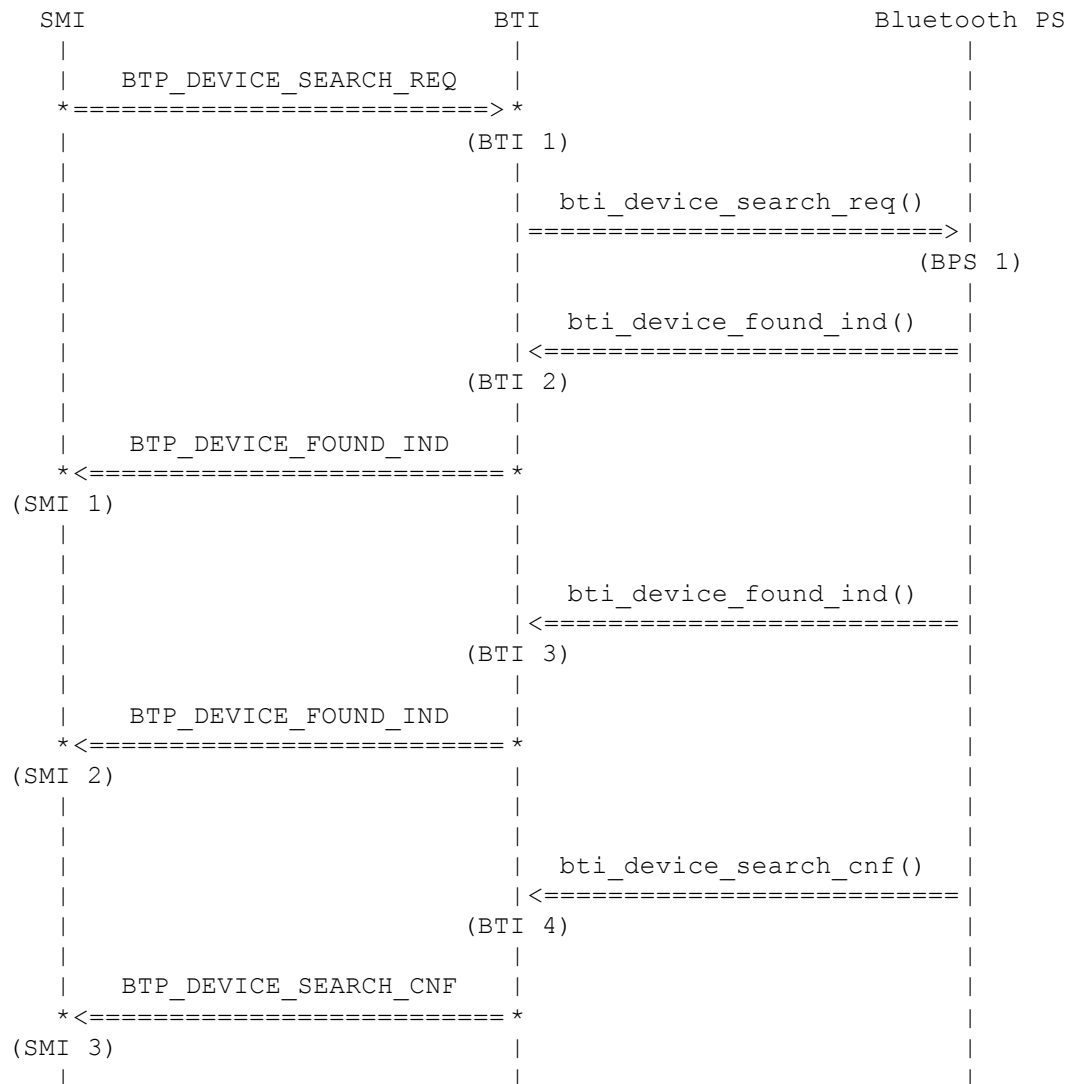 SMI BTI Bluetooth PS
BTP_DEVICE_SEARCH_REQ
(BTI 1)
bti_device_search_req()
(BPS 1)
bti_device_found_ind()
(BTI 2)
BTP_DEVICE_FOUND_IND
(SMI 1)
bti_device_found_ind()
(BTI 3)
BTP_DEVICE_FOUND_IND
(SMI 2)
bti_device_search_cnf()
(BTI 4)
BTP_DEVICE_SEARCH_CNF
(SMI 3)